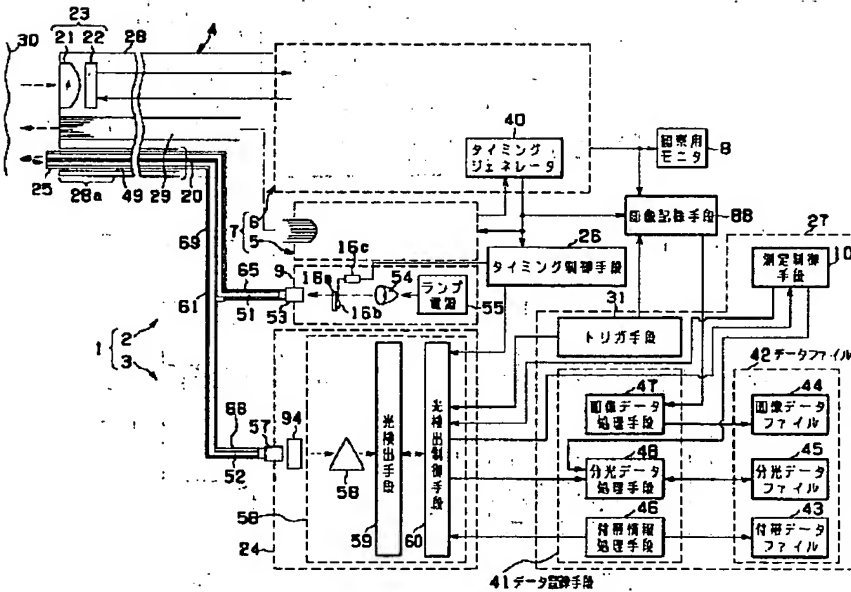 23
30
21 22
28
4
40
タイミング・
ジェネレータ
観察用
モニタ
8
25
28a
49
29
20
6
7
5
画像記録手段
88
27
26
タイミング制御手段
測定制御
手段
10
69
9
16a
16c
16b
54
ランプ
電源
55
65
51
53
61
31
トリガ手段
1
2
3
42 データファイル
47
画像データ
処理手段
44
画像データ
ファイル
68
57
94
52
58
光検出手段
光検出制御手段
48
分光データ
処理手段
45
分光データ
ファイル
46
付帯情報
処理手段
43
付帯データ
ファイル
56
24
59
60
41 データ記録手段